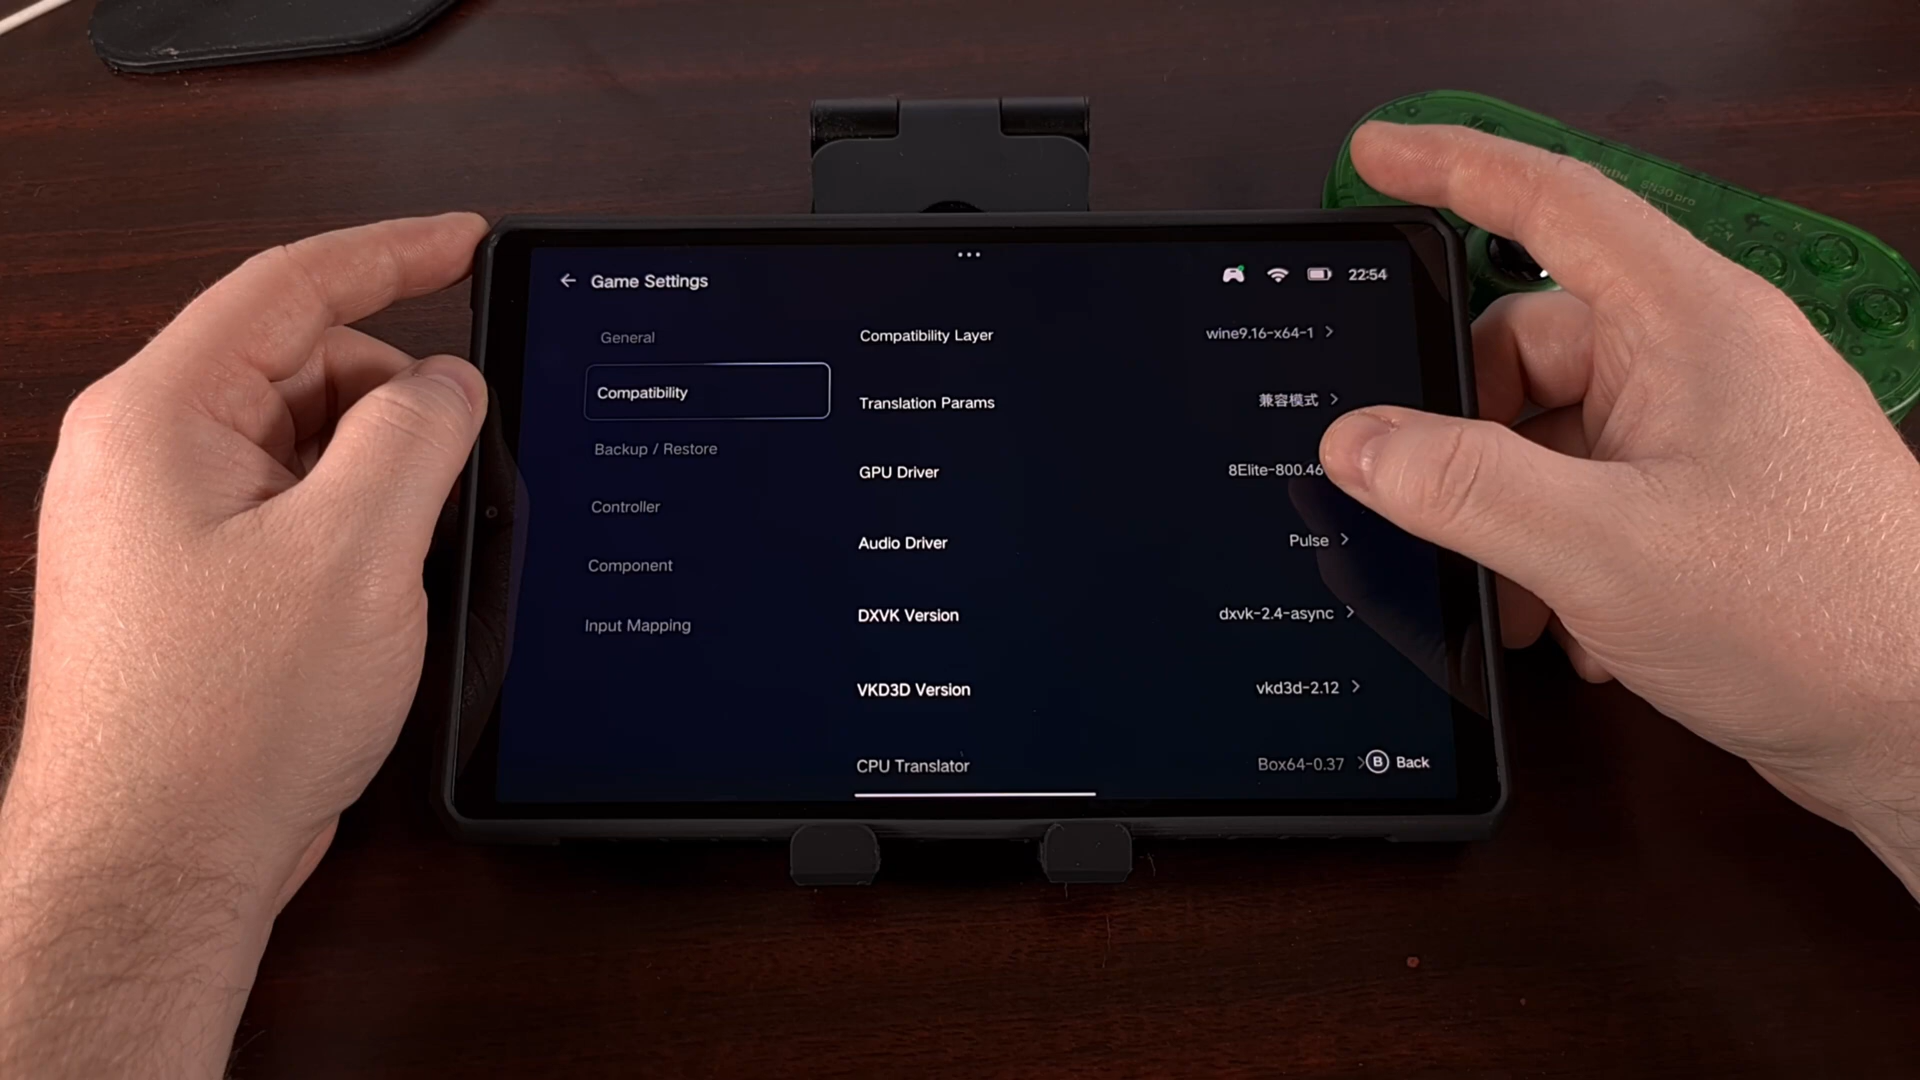 Game Settings
22:54
General
Compatibility
Backup / Restore
Controller
Component
Input Mapping
Compatibility Layer
wine9.16-x64-1
Translation Params
兼容模式
GPU Driver
8Elite-800.46
Audio Driver
Pulse
DXVK Version
dxvk-2.4-async
VKD3D Version
vkd3d-2.12
CPU Translator
Box64-0.37
B Back
SN30 pro
X
A